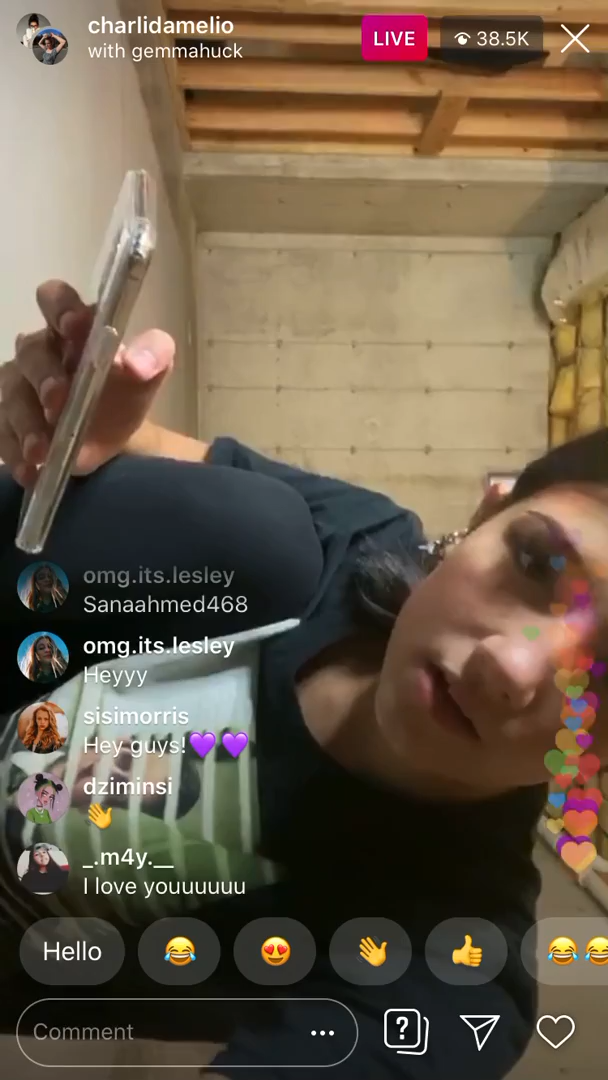 charlidamelio
with gemmahuck
LIVE
38.5K
omg.its.lesley
Sanaahmed468
omg.its.lesley
Heyyy
sisimorris
Hey guys!💜💜
dziminsi
👋
_.m4y.__
I love youuuuuu
Hello
😂
😍
👋
👍
😂😂
Comment
?